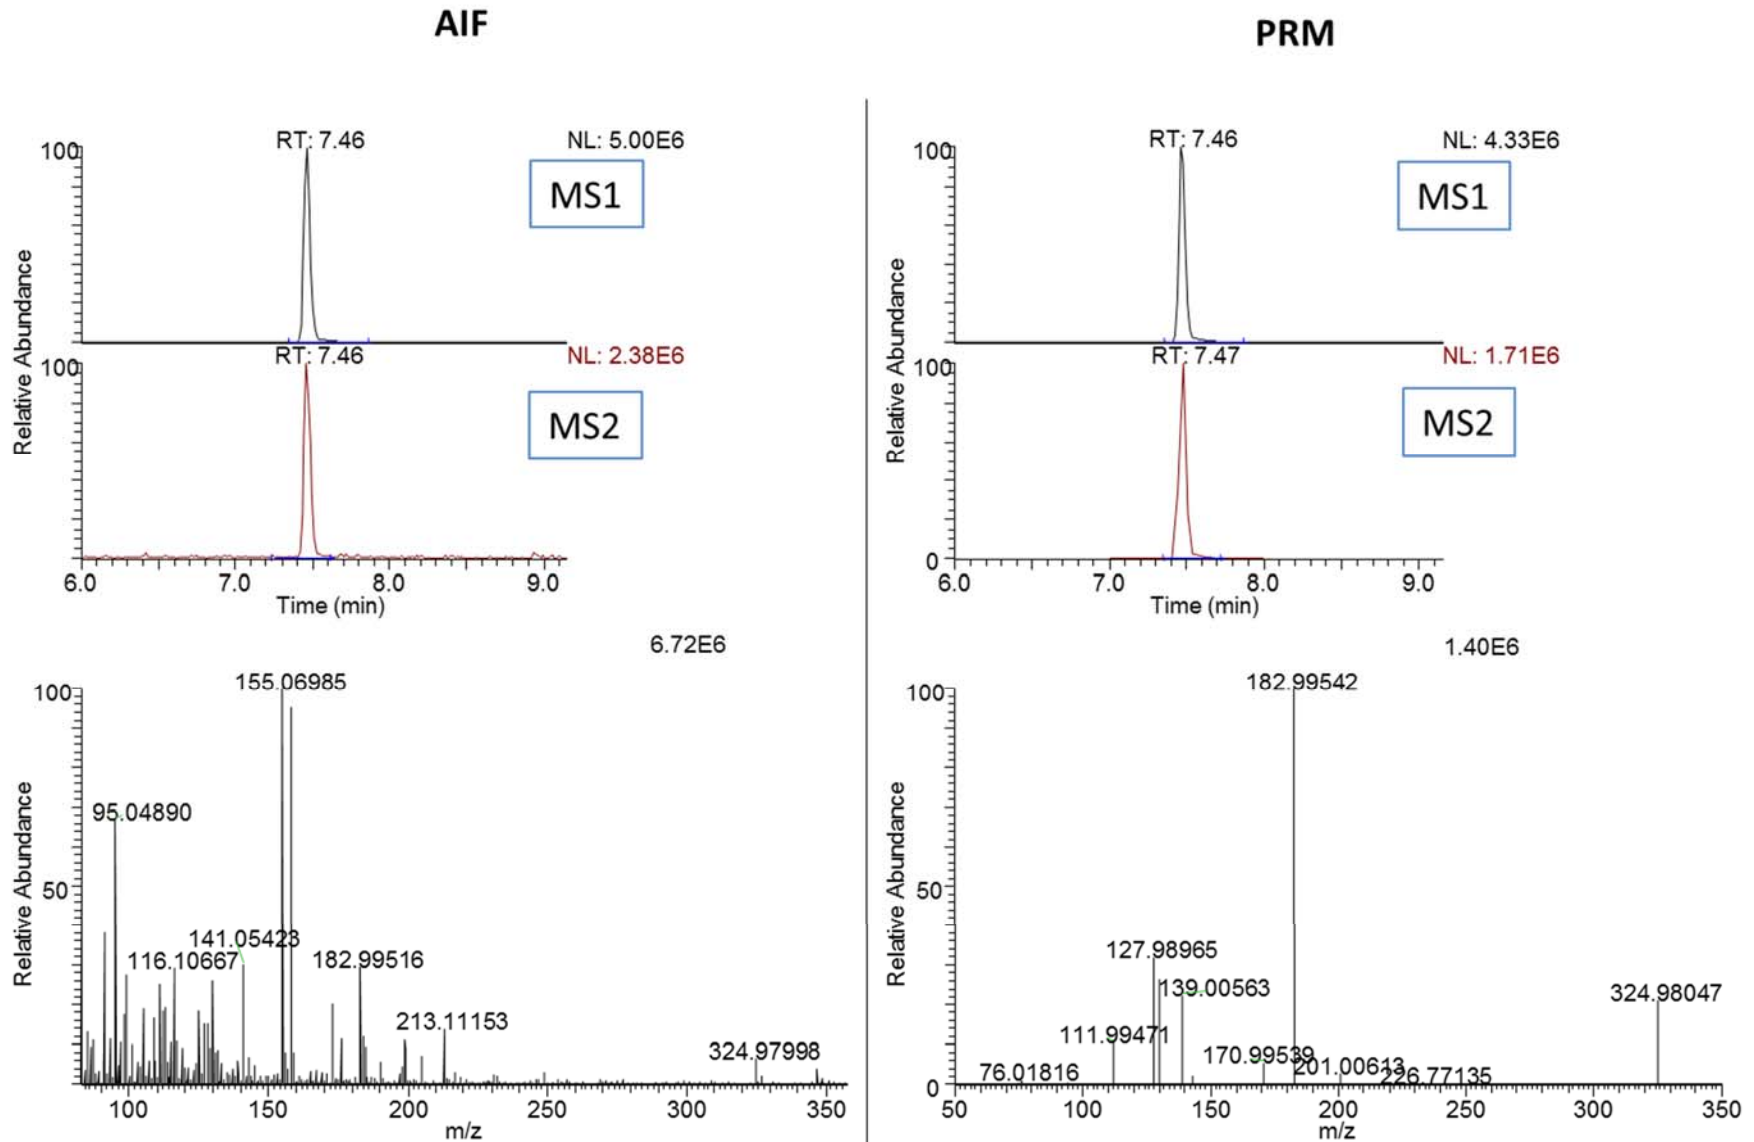 AIF
RT: 7.46 NL: 5.00E6
100
MS1
Relative Abundance
RT: 7.46 NL: 2.38E6
100
MS2
6.0 7.0 8.0 9.0
Time (min)
6.72E6
155.06985
100
95.04890
Relative Abundance
50
141.05423
116.10667
182.99516
213.11153
324.97998
100 150 200 250 300 350
m/z
PRM
RT: 7.46 NL: 4.33E6
100
MS1
Relative Abundance
RT: 7.47 NL: 1.71E6
100
MS2
0
6.0 7.0 8.0 9.0
Time (min)
1.40E6
182.99542
100
Relative Abundance
50
127.98965
139.00563
324.98047
111.99471
170.99539
201.00613
76.01816
226.77135
0
50 100 150 200 250 300 350
m/z